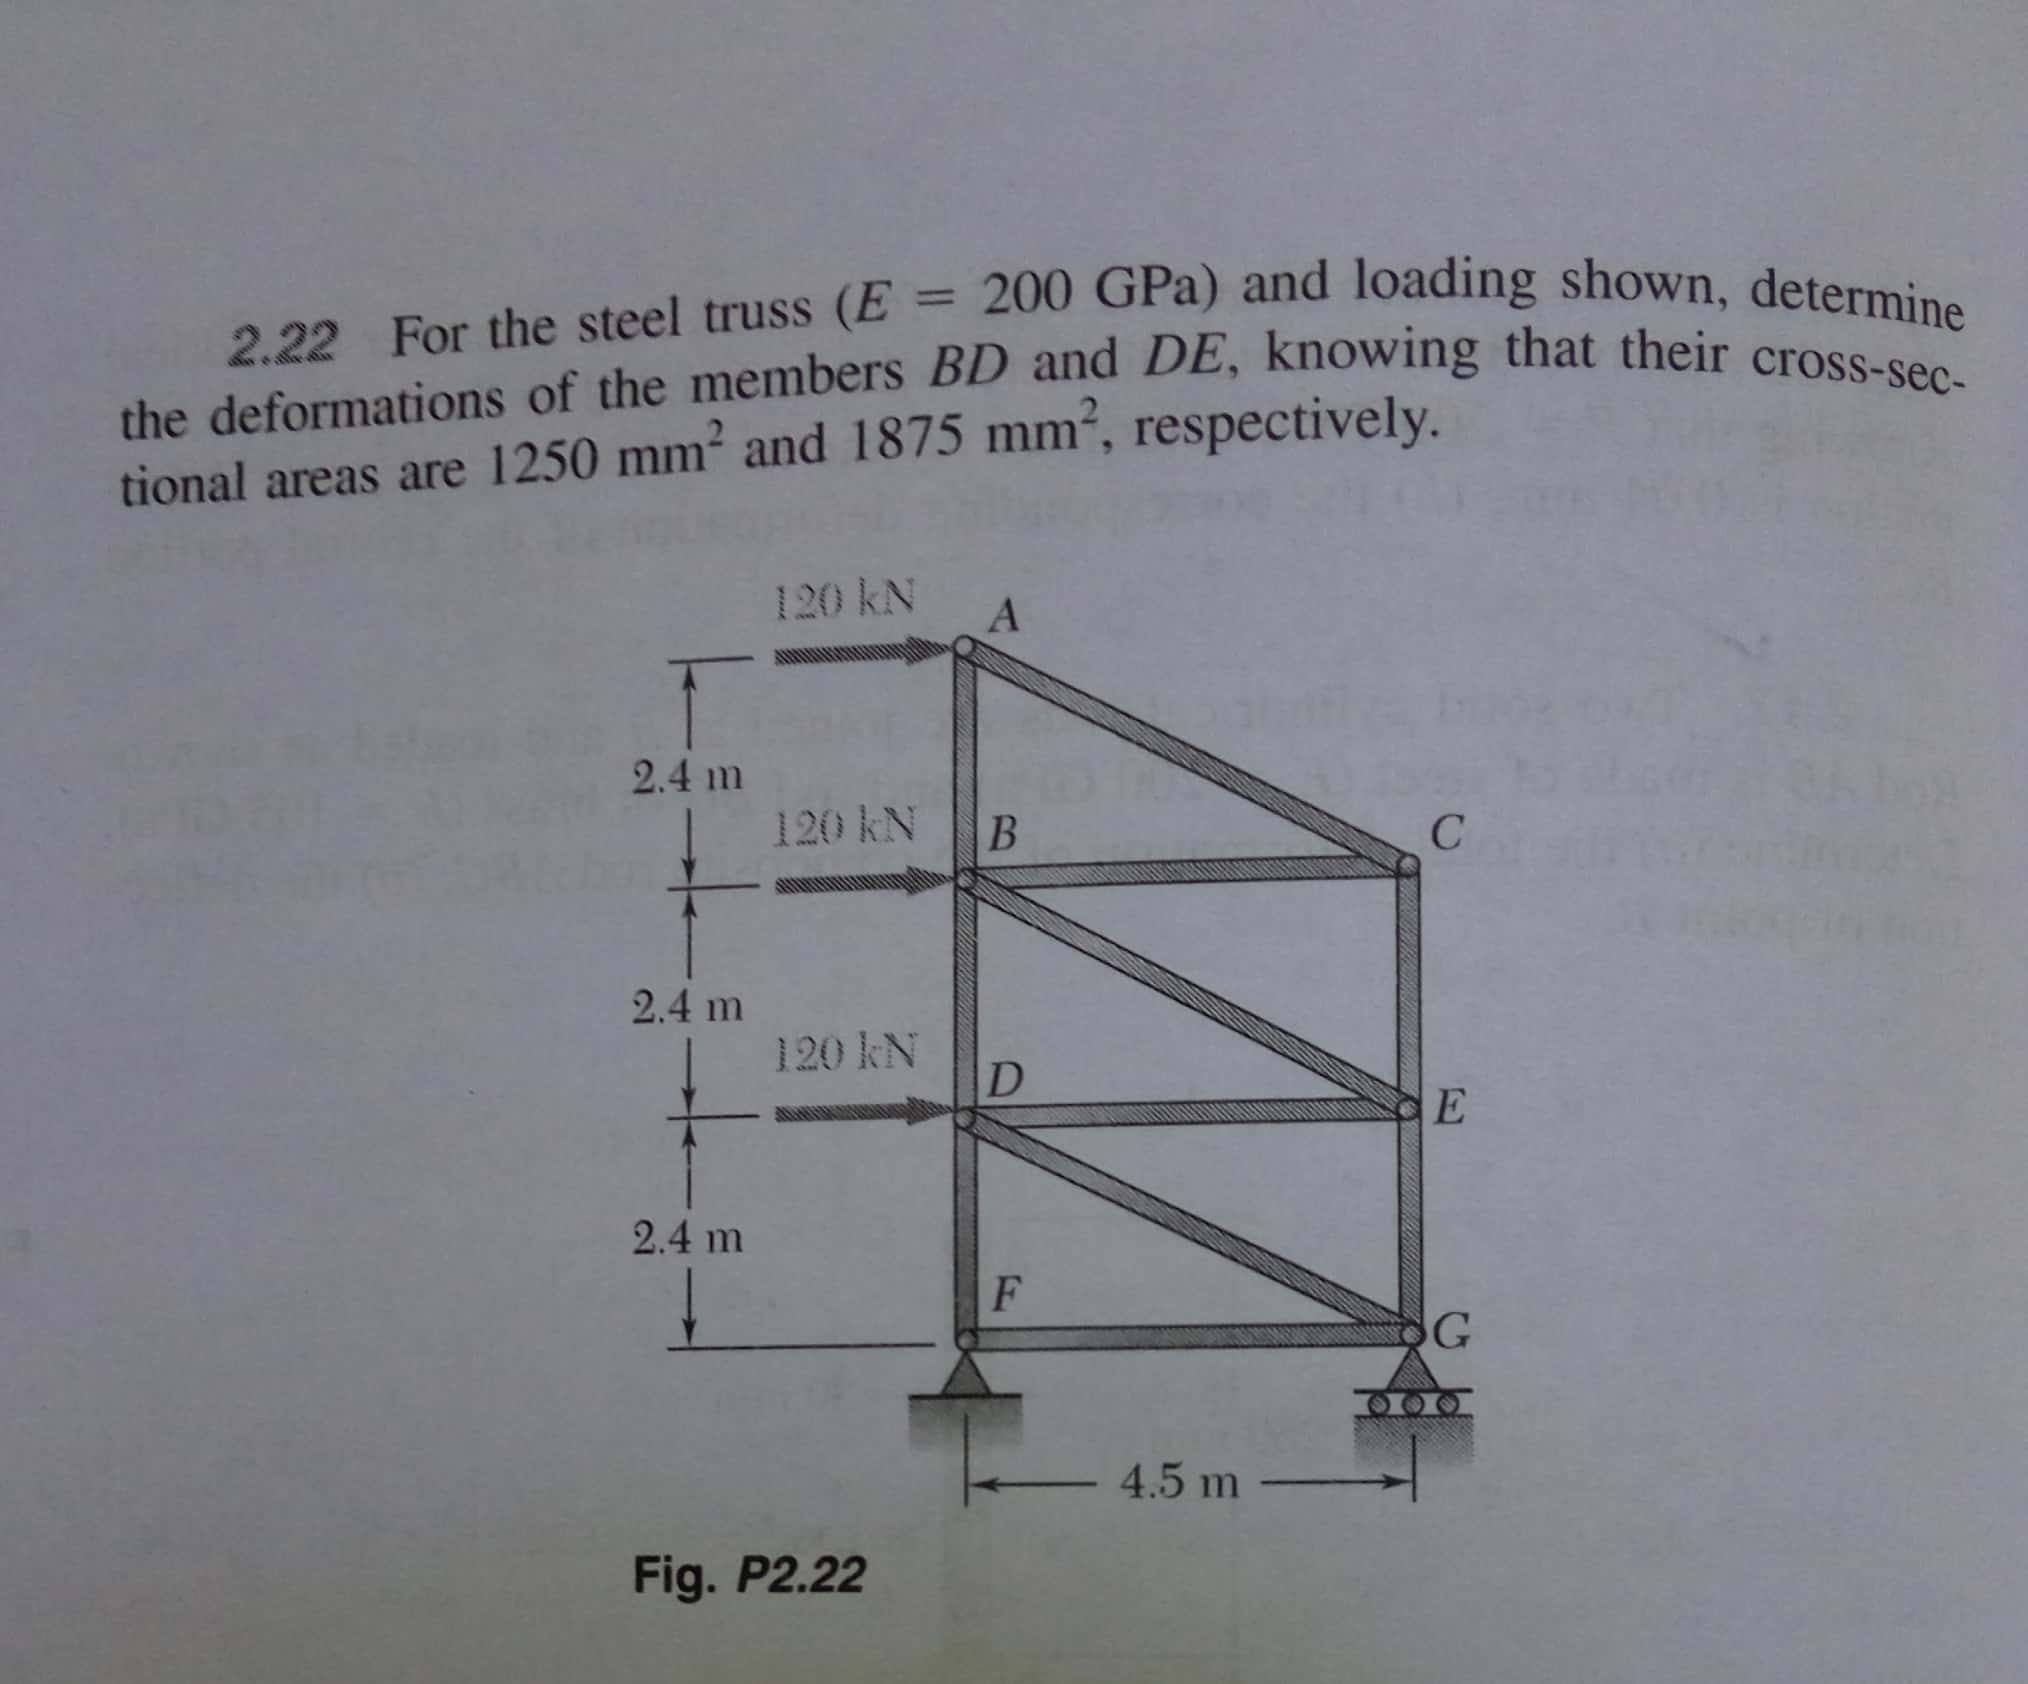 2.22 For the steel truss (E = 200 GPa) and loading shown, determine
the deformations of the members BD and DE, knowing that their cross-sec-
tional areas are 1250 mm², and 1875 mm², respectively.
120 kN
A
2.4 m
120 kN
B
C
2.4 m
120 kN
D
E
2.4 m
F
G
4.5 m
Fig. P2.22